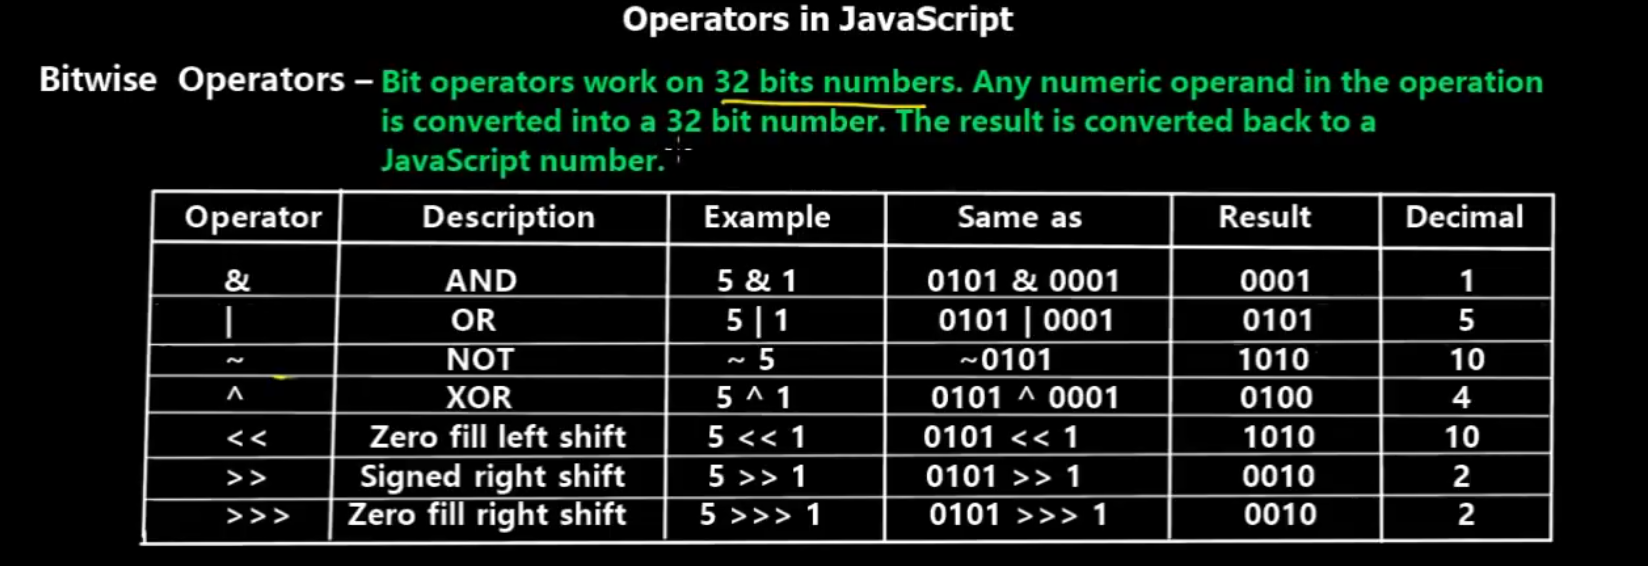 Operators in JavaScript
Bitwise Operators – Bit operators work on 32 bits numbers. Any numeric operand in the operation
is converted into a 32 bit number. The result is converted back to a
JavaScript number.
Operator Description Example Same as Result Decimal
& AND 5 & 1 0101 & 0001 0001 1
| OR 5 | 1 0101 | 0001 0101 5
~ NOT ~ 5 ~0101 1010 10
^ XOR 5 ^ 1 0101 ^ 0001 0100 4
<< Zero fill left shift 5 << 1 0101 << 1 1010 10
>> Signed right shift 5 >> 1 0101 >> 1 0010 2
>>> Zero fill right shift 5 >>> 1 0101 >>> 1 0010 2